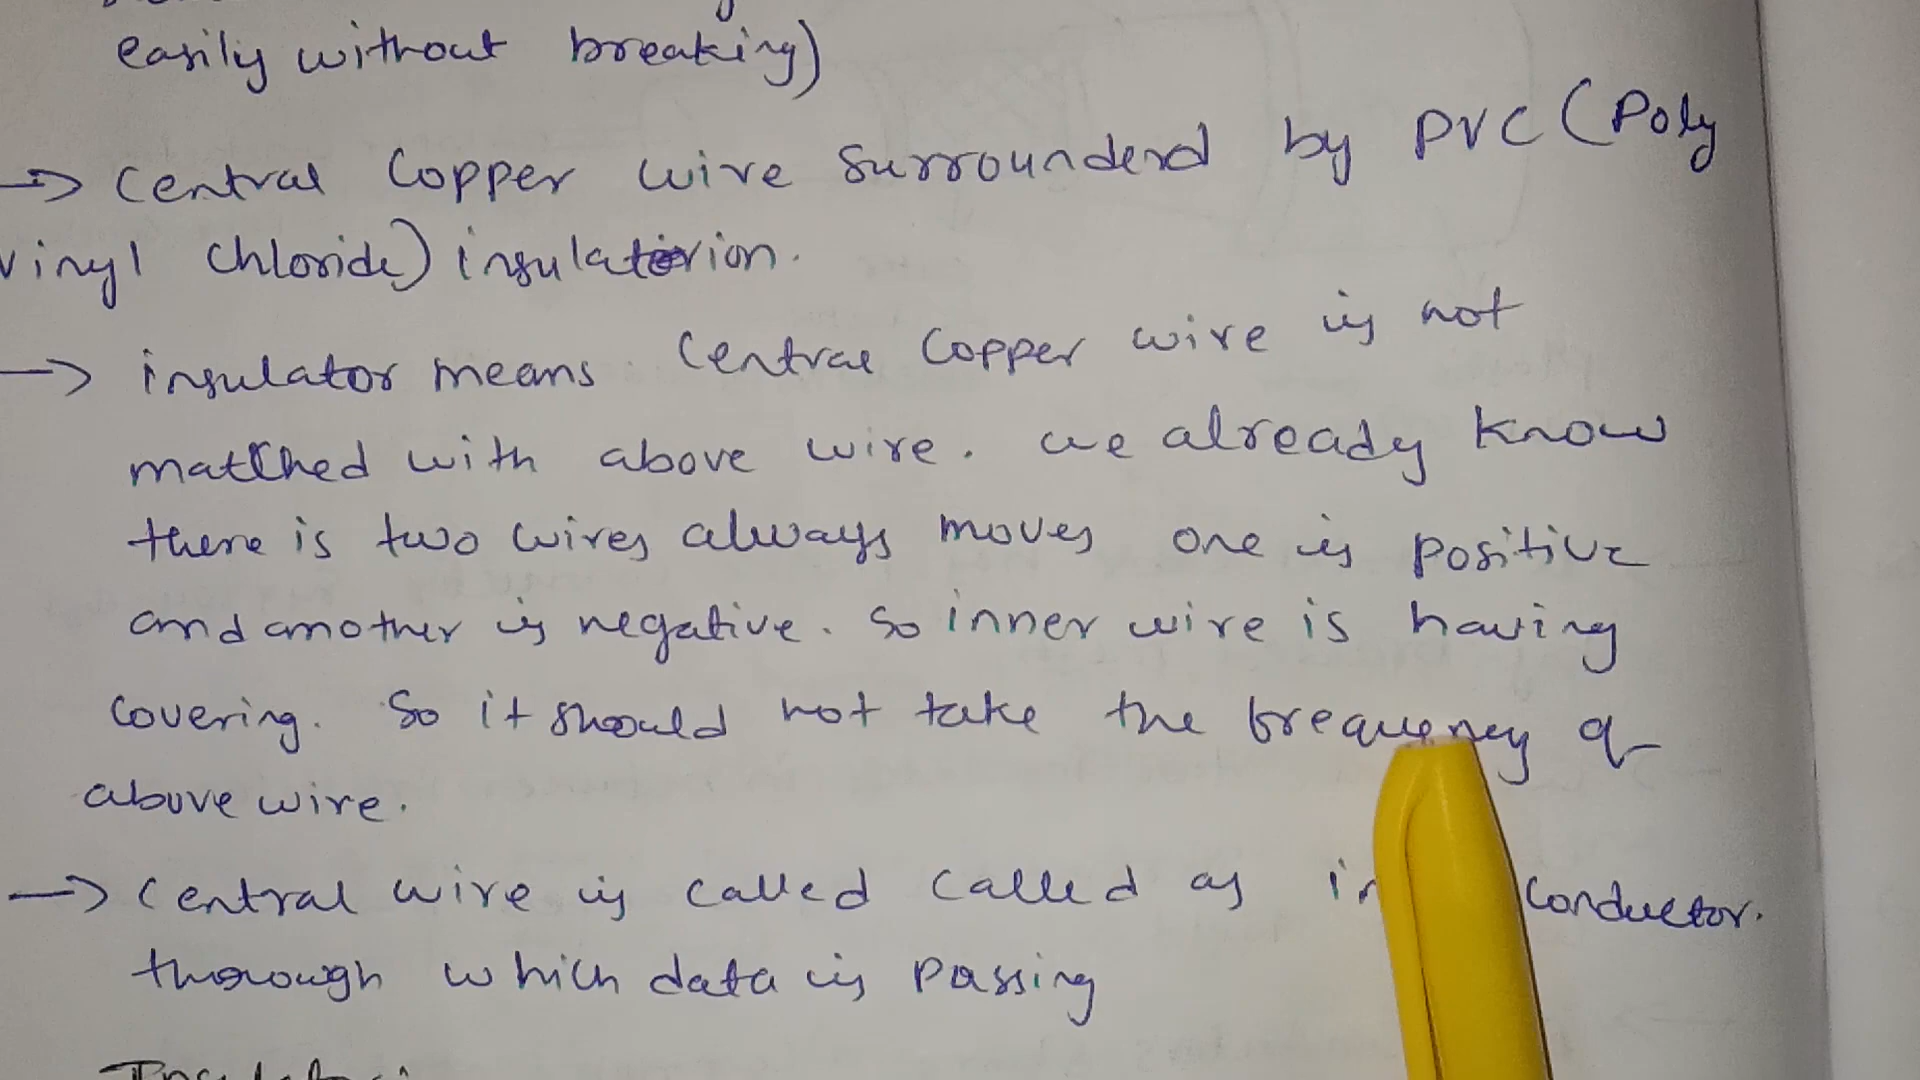 easily without breaking)
→ Central Copper wire surrounderd by PVC (Poly
vinyl chloride) insulation.
→ insulator means Central Copper wire is not
matched with above wire. we already know
there is two wires always moves one is positive
and another is negative. So inner wire is having
covering. So it should not take the frequency of
above wire.
→ Central wire is called called as conductor.
thorough which data is passing